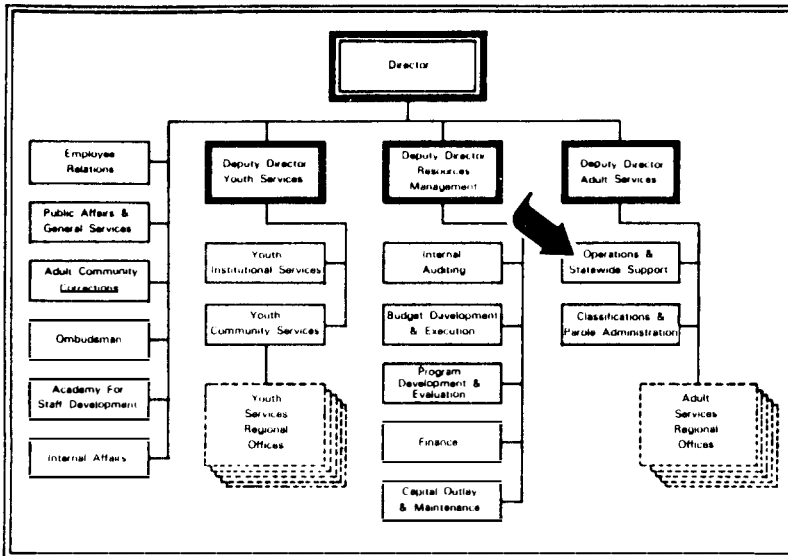 Director
Employee
Relations
Public Affairs &
General Services
Adult Community
Corrections
Ombudsman
Academy For
Staff Development
Internal Affairs
Deputy Director
Youth Services
Youth
Institutional Services
Youth
Community Services
Youth
Services
Regional
Offices
Deputy Director
Resources
Management
Internal
Auditing
Budget Development
& Execution
Program
Development &
Evaluation
Finance
Capital Outlay
& Maintenance
Deputy Director
Adult Services
Operations &
Statewide Support
Classifications &
Parole Administration
Adult
Services
Regional
Offices